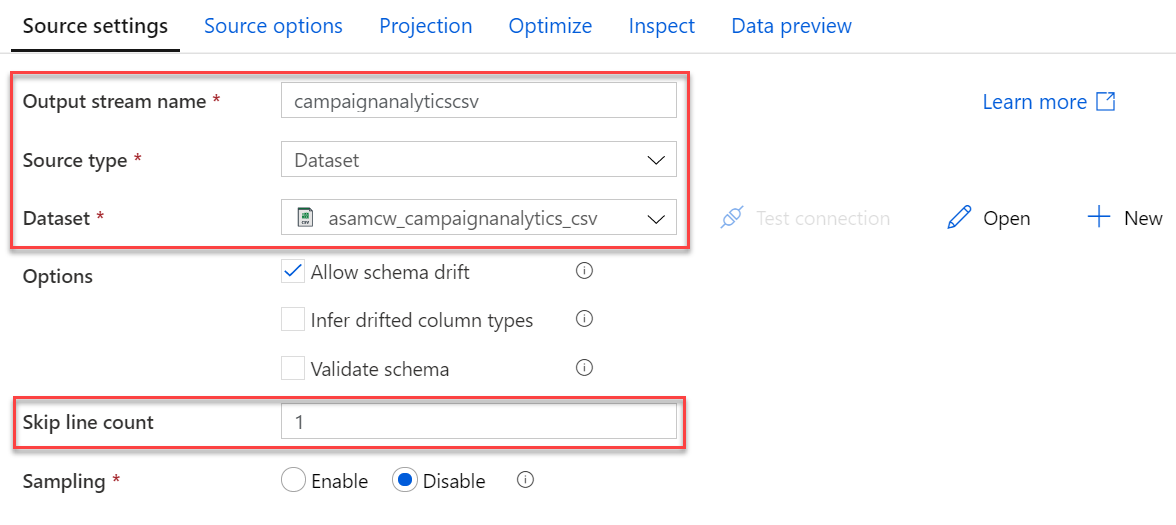 Source settings Source options Projection Optimize Inspect Data preview
Output stream name * campaignanalyticscsv Learn more
Source type * Dataset
Dataset * csv asamcw_campaignanalytics_csv Test connection Open New
Options Allow schema drift
Infer drifted column types
Validate schema
Skip line count 1
Sampling * Enable Disable